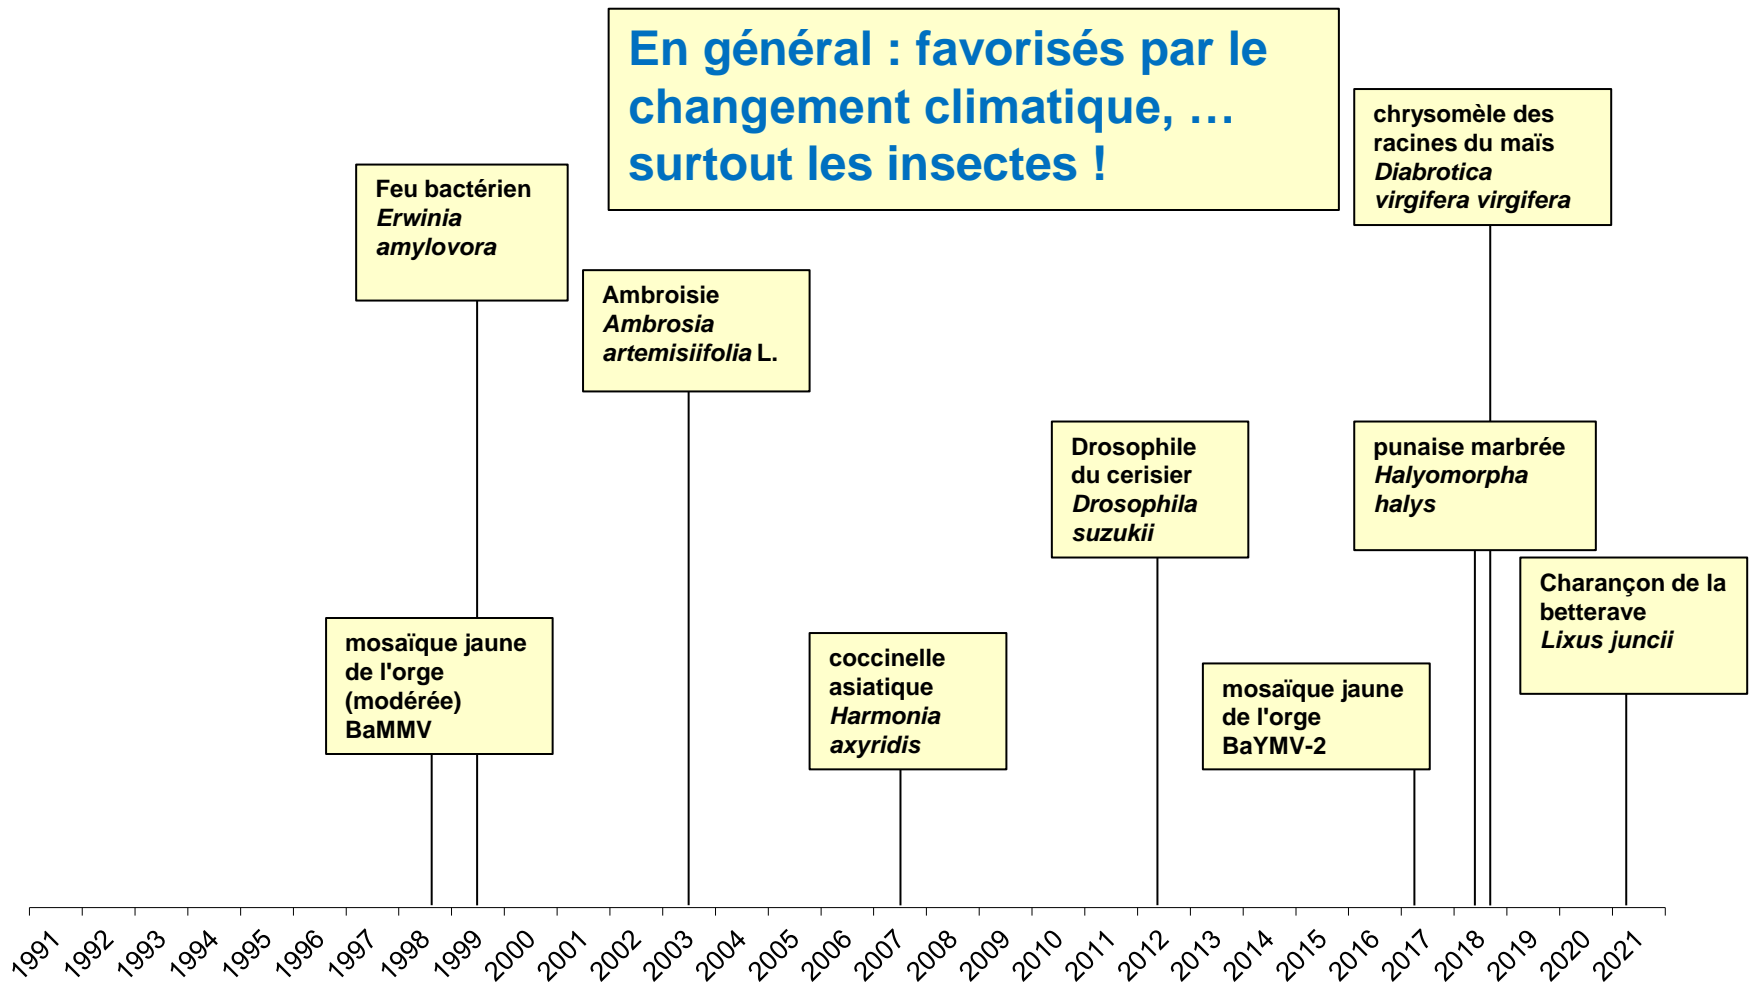 En général : favorisés par le
changement climatique, …
surtout les insectes !
chrysomèle des
racines du maïs
Diabrotica
virgifera virgifera
Feu bactérien
Erwinia
amylovora
Ambroisie
Ambrosia
artemisiifolia L.
Drosophile
du cerisier
Drosophila
suzukii
punaise marbrée
Halyomorpha
halys
Charançon de la
betterave
Lixus juncii
mosaïque jaune
de l'orge
(modérée)
BaMMV
coccinelle
asiatique
Harmonia
axyridis
mosaïque jaune
de l'orge
BaYMV-2
1991
1992
1993
1994
1995
1996
1997
1998
1999
2000
2001
2002
2003
2004
2005
2006
2007
2008
2009
2010
2011
2012
2013
2014
2015
2016
2017
2018
2019
2020
2021